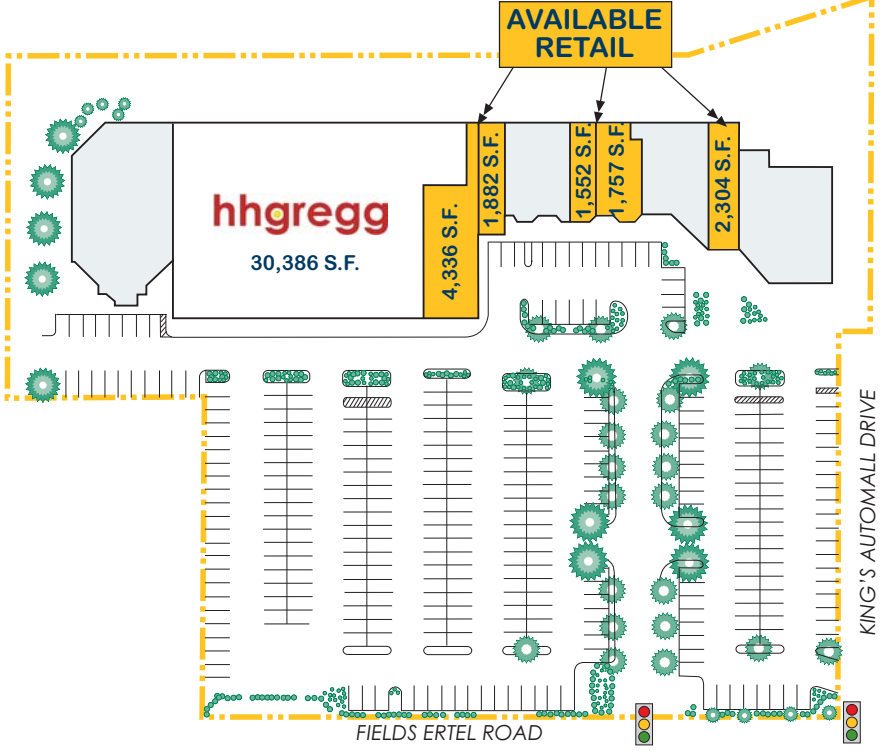 AVAILABLE
RETAIL
hhgregg
30,386 S.F.
4,336 S.F.
1,882 S.F.
1,552 S.F.
1,757 S.F.
2,304 S.F.
KING'S AUTOMALL DRIVE
FIELDS ERTEL ROAD